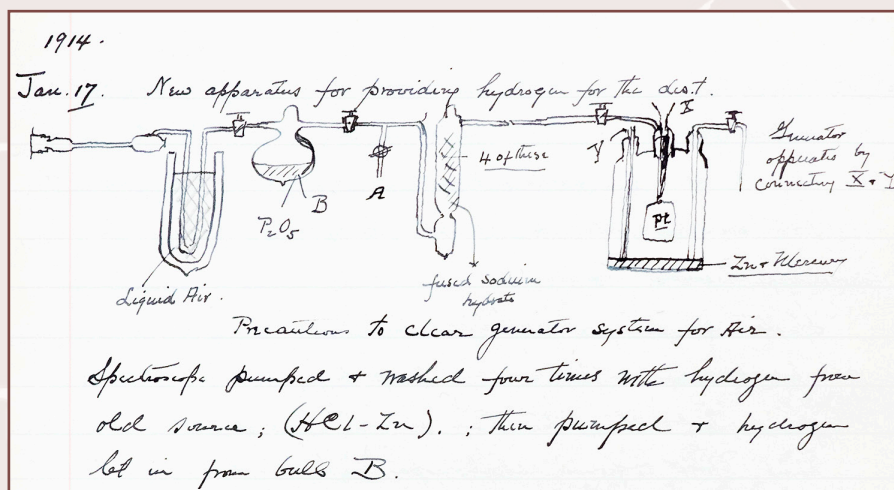 1914.
Jan. 17. New apparatus for providing hydrogen for the dist.
X
Y
Generator
opperates by
connecting X + Y
4 of these
B
A
P2O5
pt
Zn + Mercury
Liquid Air.
fused sodium
hydrate
Precautions to clear generator system for Air.
Spectroscope pumped + washed four times with hydrogen from
old source; (HCl-Zn). ; then pumped + hydrogen
let in from bulb B.